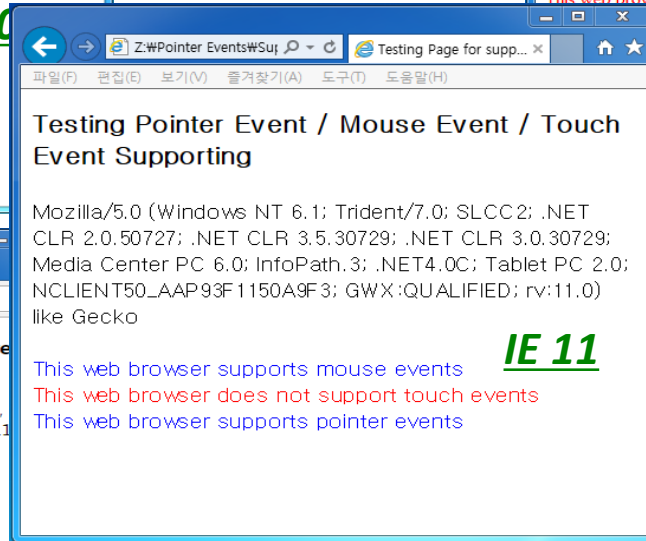 This web brow
Z:₩Pointer Events₩Sup
Testing Page for supp...
파일(F) 편집(E) 보기(V) 즐겨찾기(A) 도구(T) 도움말(H)
Testing Pointer Event / Mouse Event / Touch
Event Supporting
Mozilla/5.0 (Windows NT 6.1; Trident/7.0; SLCC2; .NET
CLR 2.0.50727; .NET CLR 3.5.30729; .NET CLR 3.0.30729;
Media Center PC 6.0; InfoPath.3; .NET4.0C; Tablet PC 2.0;
NCLIENT50_AAP93F1150A9F3; GWX:QUALIFIED; rv:11.0)
like Gecko
IE 11
This web browser supports mouse events
This web browser does not support touch events
This web browser supports pointer events